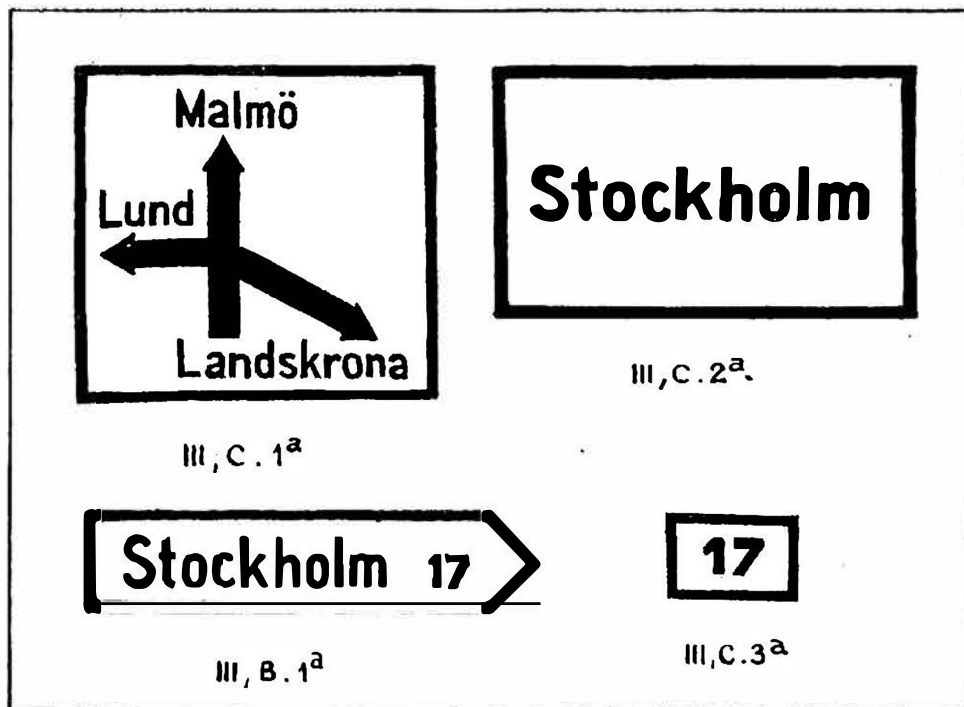 Malmö
Lund
Landskrona
III, C. 1a
Stockholm
III, C. 2a.
Stockholm 17
III, B. 1a
17
III, C. 3a